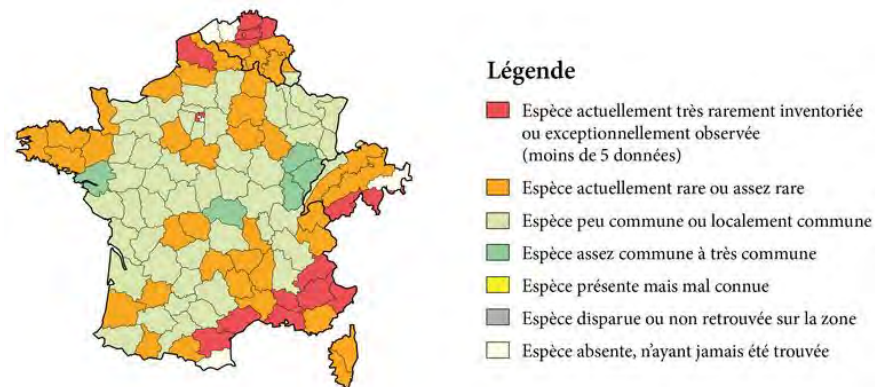 Légende
Espèce actuellement très rarement inventoriée
ou exceptionnellement observée
(moins de 5 données)
Espèce actuellement rare ou assez rare
Espèce peu commune ou localement commune
Espèce assez commune à très commune
Espèce présente mais mal connue
Espèce disparue ou non retrouvée sur la zone
Espèce absente, n'ayant jamais été trouvée